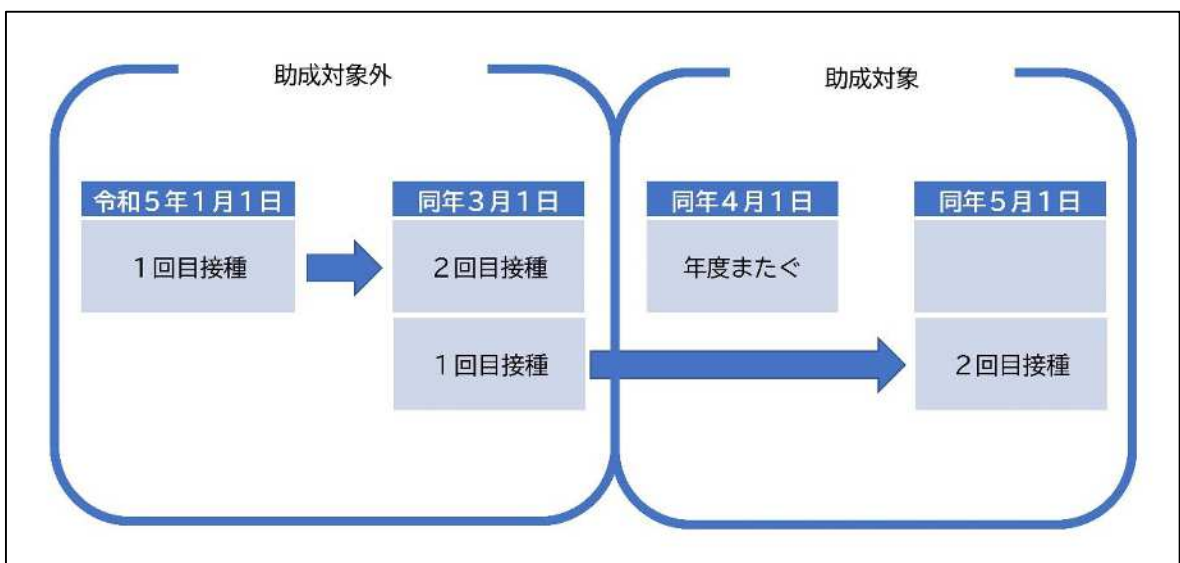 助成対象外
助成対象
令和5年1月1日
同年3月1日
同年4月1日
同年5月1日
1回目接種
2回目接種
年度またぐ
1回目接種
2回目接種